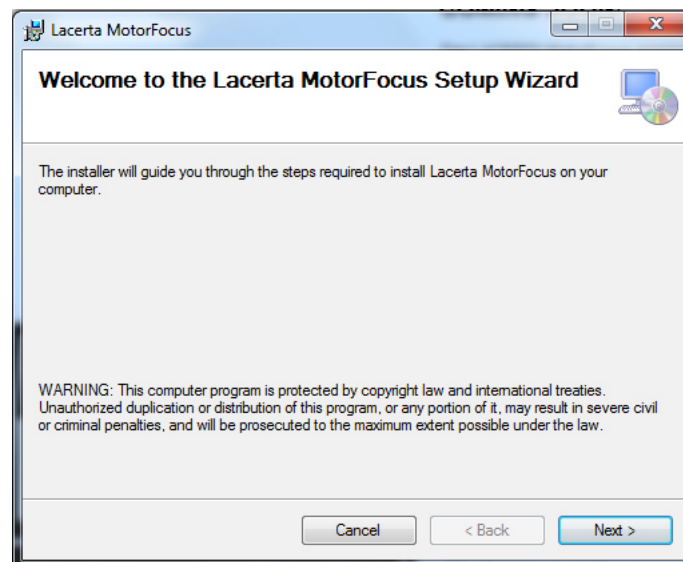 Lacerta MotorFocus
Welcome to the Lacerta MotorFocus Setup Wizard
The installer will guide you through the steps required to install Lacerta MotorFocus on your
computer.
WARNING: This computer program is protected by copyright law and international treaties.
Unauthorized duplication or distribution of this program, or any portion of it, may result in severe civil
or criminal penalties, and will be prosecuted to the maximum extent possible under the law.
Cancel
< Back
Next >